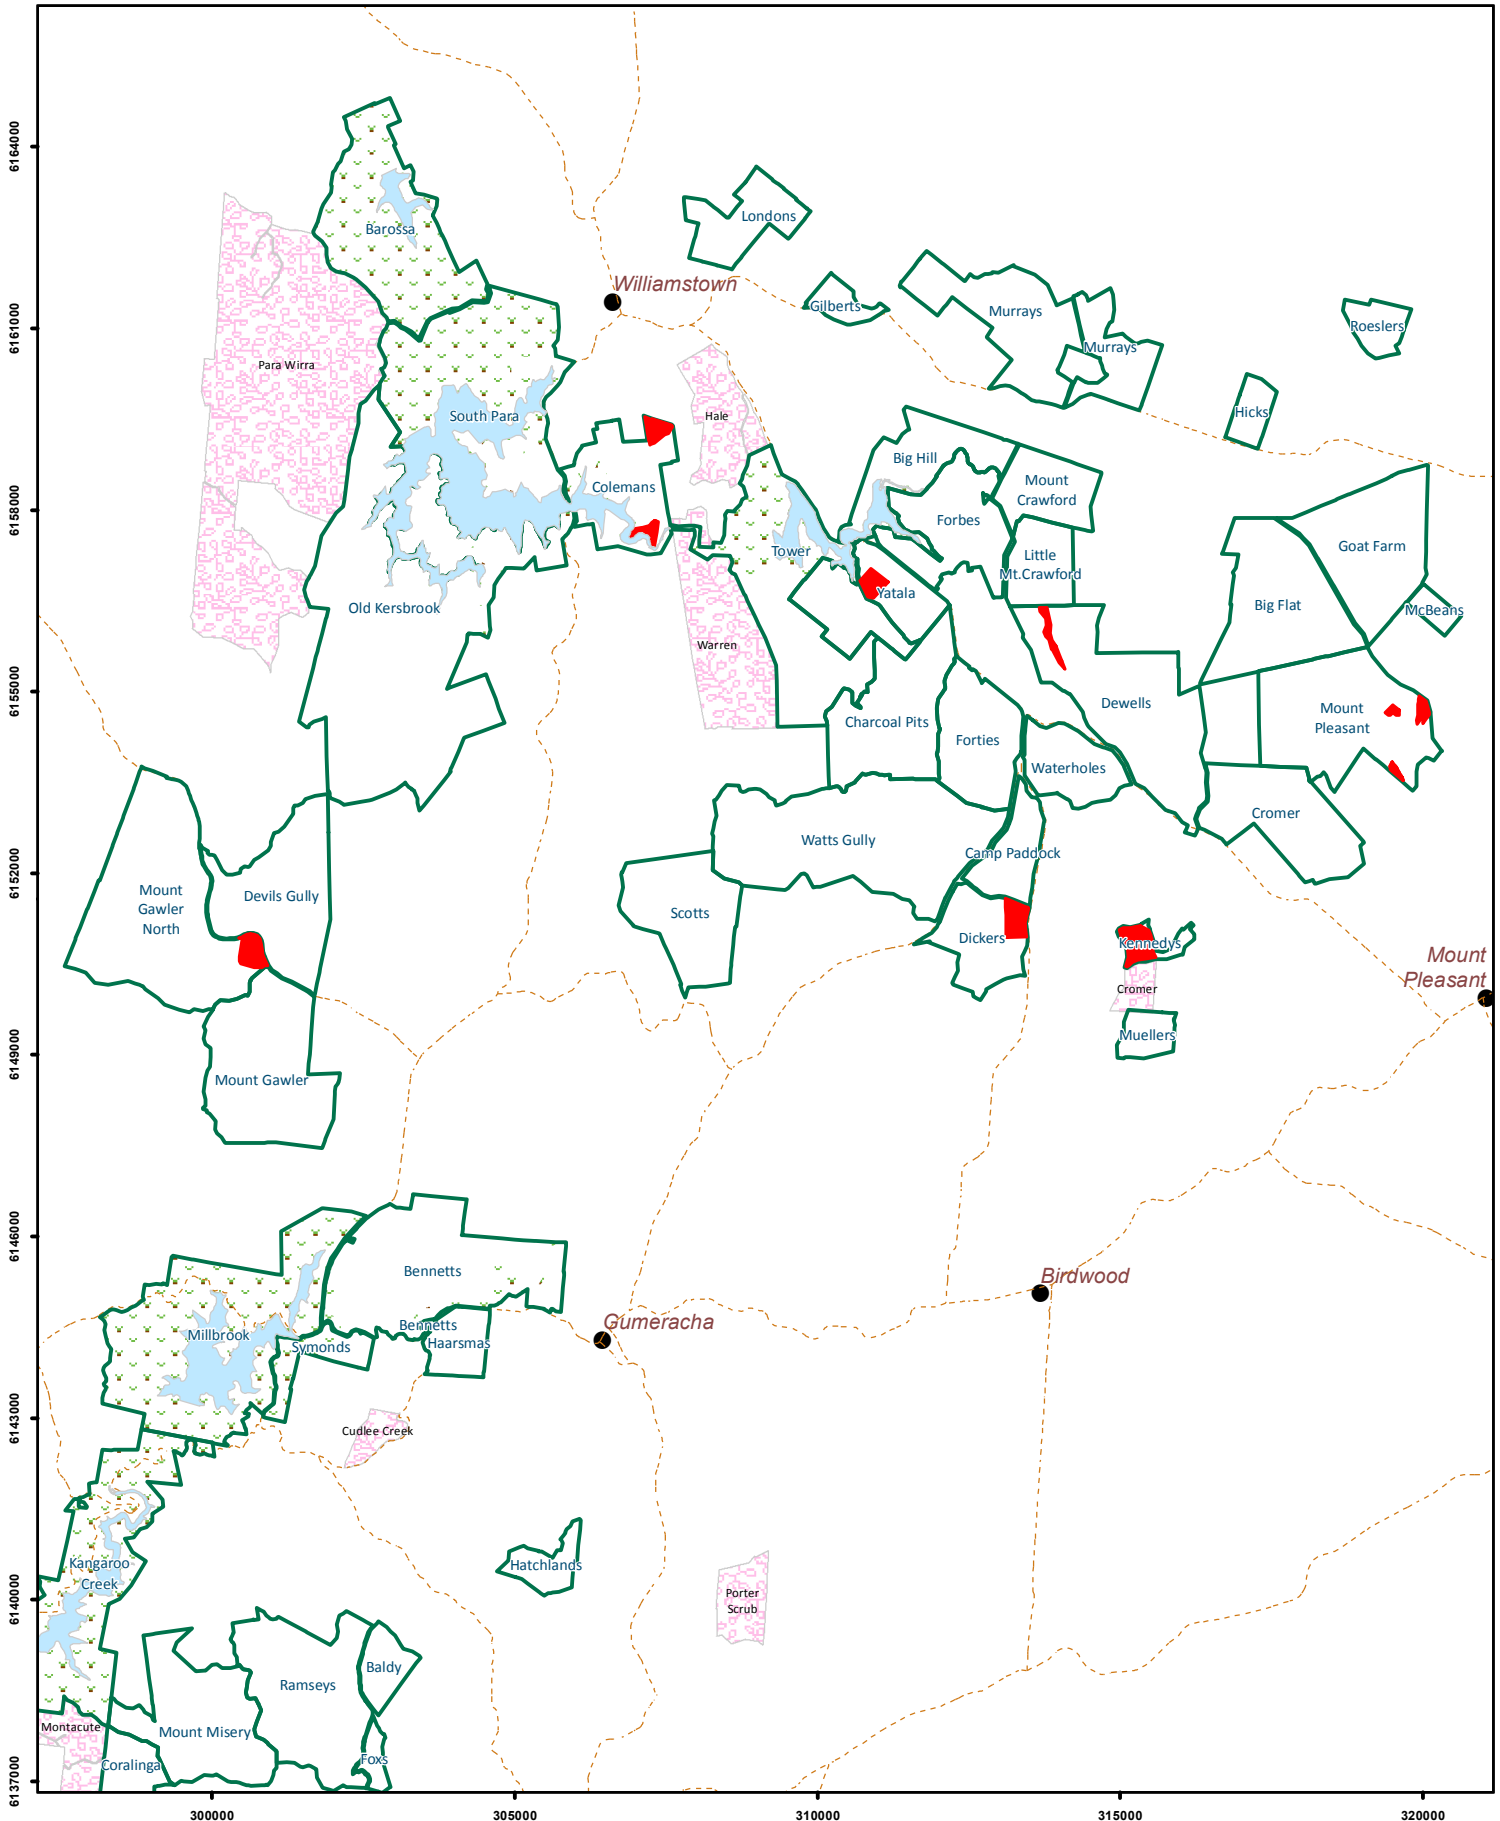 6164000
6161000
6158000
6155000
6152000
6149000
6146000
6143000
6140000
6137000
Londons
Barossa
Williamstown
Gilberts
Murrays
Roeslers
Murrays
Para Wirra
Hicks
South Para
Hale
Big Hill
Mount
Crawford
Colemans
Forbes
Goat Farm
Tower
Little
Mt.Crawford
Yatala
Old Kersbrook
Big Flat
McBeans
Warren
Dewells
Mount
Pleasant
Charcoal Pits
Forties
Waterholes
Cromer
Watts Gully
Camp Paddock
Mount
Gawler
North
Devils Gully
Scotts
Dickers
Kennedys
Mount
Pleasant
Cromer
Muellers
Mount Gawler
Bennetts
Birdwood
Gumeracha
Bennetts
Millbrook
Symonds
Haarsmas
Cudlee Creek
Hatchlands
Kangaroo
Creek
Porter
Scrub
Baldy
Ramseys
Montacute
Mount Misery
Coralinga
Foxs
300000
305000
310000
315000
320000